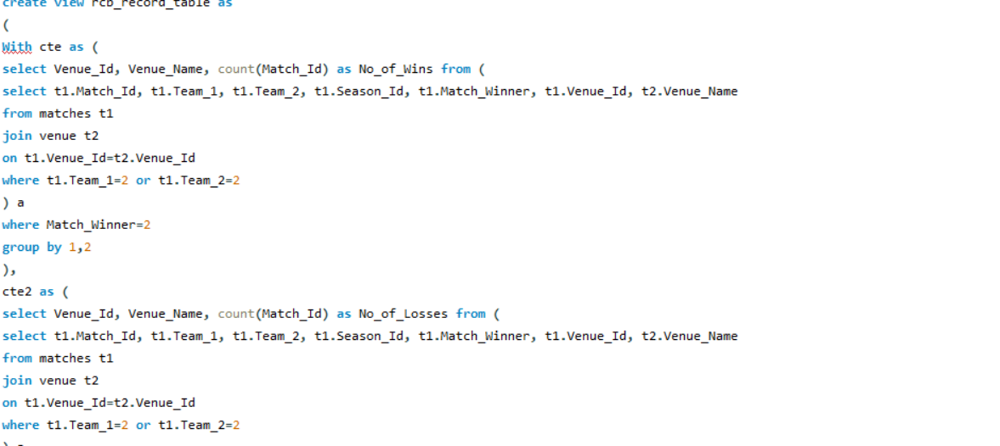 create view rcb_record_table as
(
With cte as (
select Venue_Id, Venue_Name, count(Match_Id) as No_of_Wins from (
select t1.Match_Id, t1.Team_1, t1.Team_2, t1.Season_Id, t1.Match_Winner, t1.Venue_Id, t2.Venue_Name
from matches t1
join venue t2
on t1.Venue_Id=t2.Venue_Id
where t1.Team_1=2 or t1.Team_2=2
) a
where Match_Winner=2
group by 1,2
),
cte2 as (
select Venue_Id, Venue_Name, count(Match_Id) as No_of_Losses from (
select t1.Match_Id, t1.Team_1, t1.Team_2, t1.Season_Id, t1.Match_Winner, t1.Venue_Id, t2.Venue_Name
from matches t1
join venue t2
on t1.Venue_Id=t2.Venue_Id
where t1.Team_1=2 or t1.Team_2=2